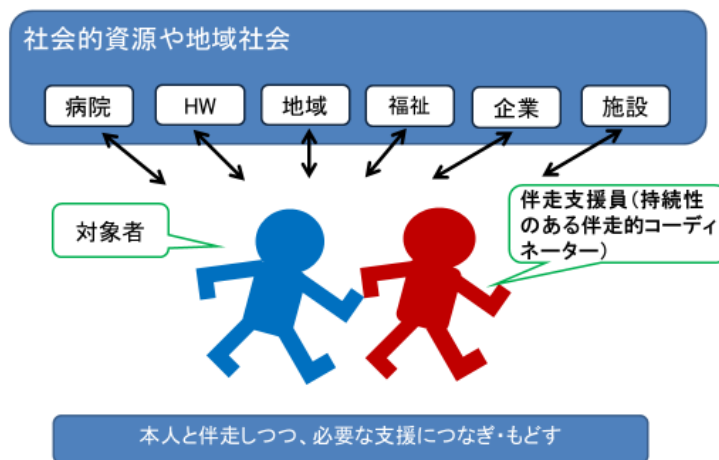 社会的資源や地域社会
病院 HW 地域 福祉 企業 施設
対象者
伴走支援員(持続性
のある伴走的コーディ
ネーター)
本人と伴走しつつ、必要な支援につなぎ・もどす